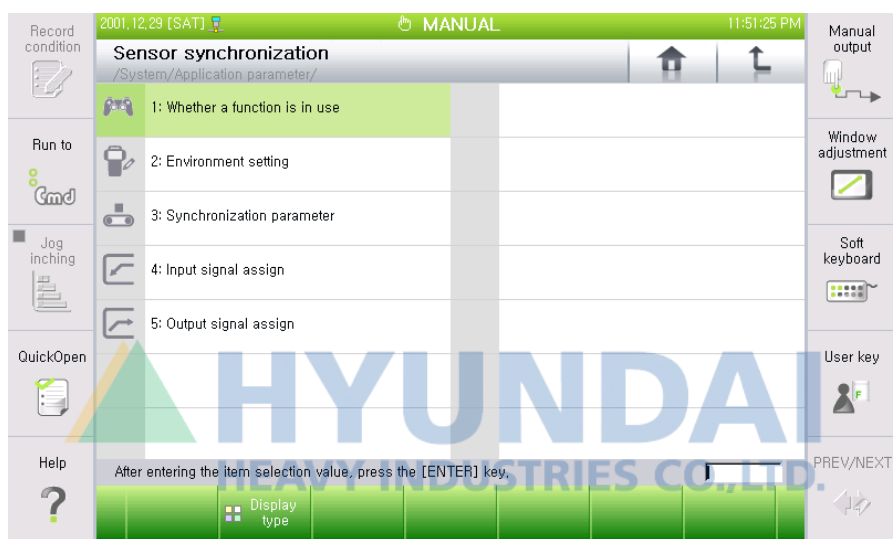 2001,12,29 [SAT]
MANUAL
11:51:25 PM
Record
condition
Run to
Cmd
Jog
inching
QuickOpen
Help
?
Sensor synchronization
/System/Application parameter/
1: Whether a function is in use
2: Environment setting
3: Synchronization parameter
4: Input signal assign
5: Output signal assign
HYUNDAI
HEAVY INDUSTRIES CO.,LTD.
After entering the item selection value, press the [ENTER] key,
Display
type
Manual
output
Window
adjustment
Soft
keyboard
User key
F
PREV/NEXT